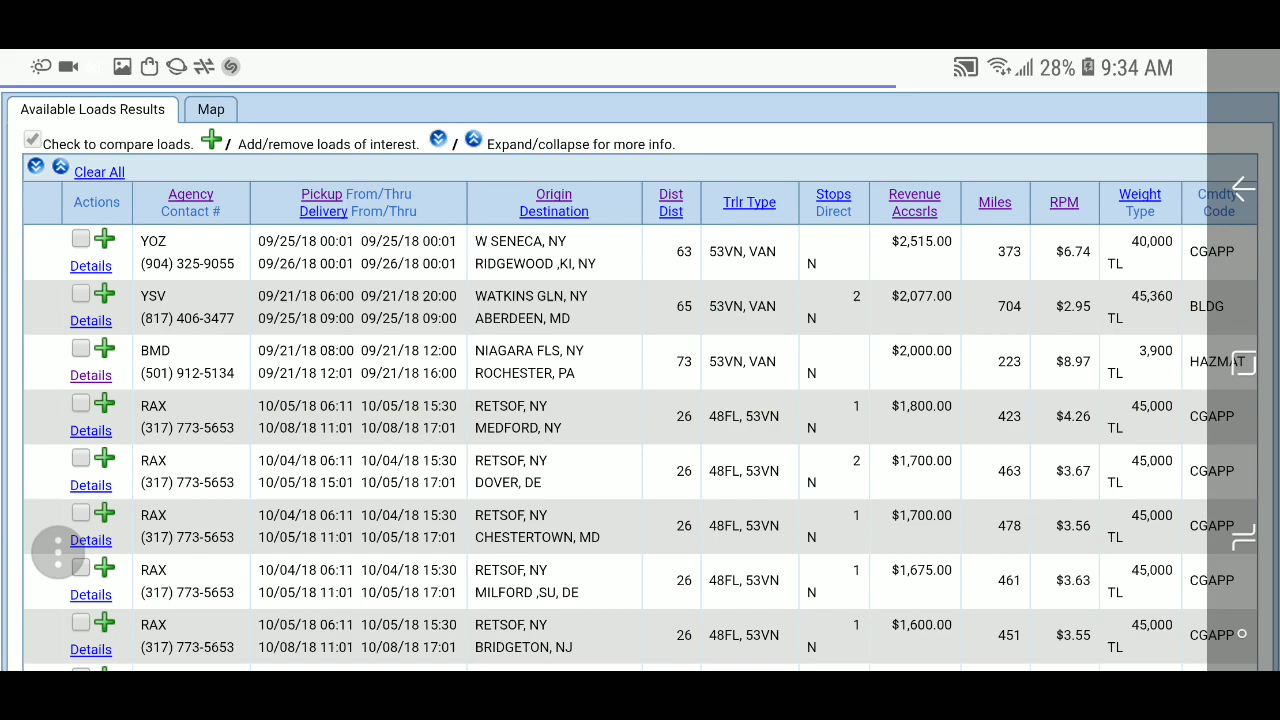 28% 9:34 AM
Available Loads Results Map
Check to compare loads. / Add/remove loads of interest. / Expand/collapse for more info.
Clear All
Actions Agency Contact # Pickup From/Thru Delivery From/Thru Origin Destination Dist Dist Trlr Type Stops Direct Revenue Accsrls Miles RPM Weight Type Cmdty Code
YOZ 09/25/18 00:01 09/25/18 00:01 W SENECA, NY 63 53VN, VAN $2,515.00 373 $6.74 40,000 CGAPP
Details (904) 325-9055 09/26/18 00:01 09/26/18 00:01 RIDGEWOOD ,KI, NY N TL
YSV 09/21/18 06:00 09/21/18 20:00 WATKINS GLN, NY 65 53VN, VAN 2 $2,077.00 704 $2.95 45,360 BLDG
Details (817) 406-3477 09/25/18 09:00 09/25/18 09:00 ABERDEEN, MD N TL
BMD 09/21/18 08:00 09/21/18 12:00 NIAGARA FLS, NY 73 53VN, VAN $2,000.00 223 $8.97 3,900 HAZMAT
Details (501) 912-5134 09/21/18 12:01 09/21/18 16:00 ROCHESTER, PA N TL
RAX 10/05/18 06:11 10/05/18 15:30 RETSOF, NY 26 48FL, 53VN 1 $1,800.00 423 $4.26 45,000 CGAPP
Details (317) 773-5653 10/08/18 11:01 10/08/18 17:01 MEDFORD, NY N TL
RAX 10/04/18 06:11 10/04/18 15:30 RETSOF, NY 26 48FL, 53VN 2 $1,700.00 463 $3.67 45,000 CGAPP
Details (317) 773-5653 10/05/18 15:01 10/05/18 17:01 DOVER, DE N TL
RAX 10/04/18 06:11 10/04/18 15:30 RETSOF, NY 26 48FL, 53VN 1 $1,700.00 478 $3.56 45,000 CGAPP
Details (317) 773-5653 10/05/18 11:01 10/05/18 17:01 CHESTERTOWN, MD N TL
RAX 10/04/18 06:11 10/04/18 15:30 RETSOF, NY 26 48FL, 53VN 1 $1,675.00 461 $3.63 45,000 CGAPP
Details (317) 773-5653 10/05/18 11:01 10/05/18 17:01 MILFORD ,SU, DE N TL
RAX 10/05/18 06:11 10/05/18 15:30 RETSOF, NY 26 48FL, 53VN 1 $1,600.00 451 $3.55 45,000 CGAPP
Details (317) 773-5653 10/08/18 11:01 10/08/18 17:01 BRIDGETON, NJ N TL